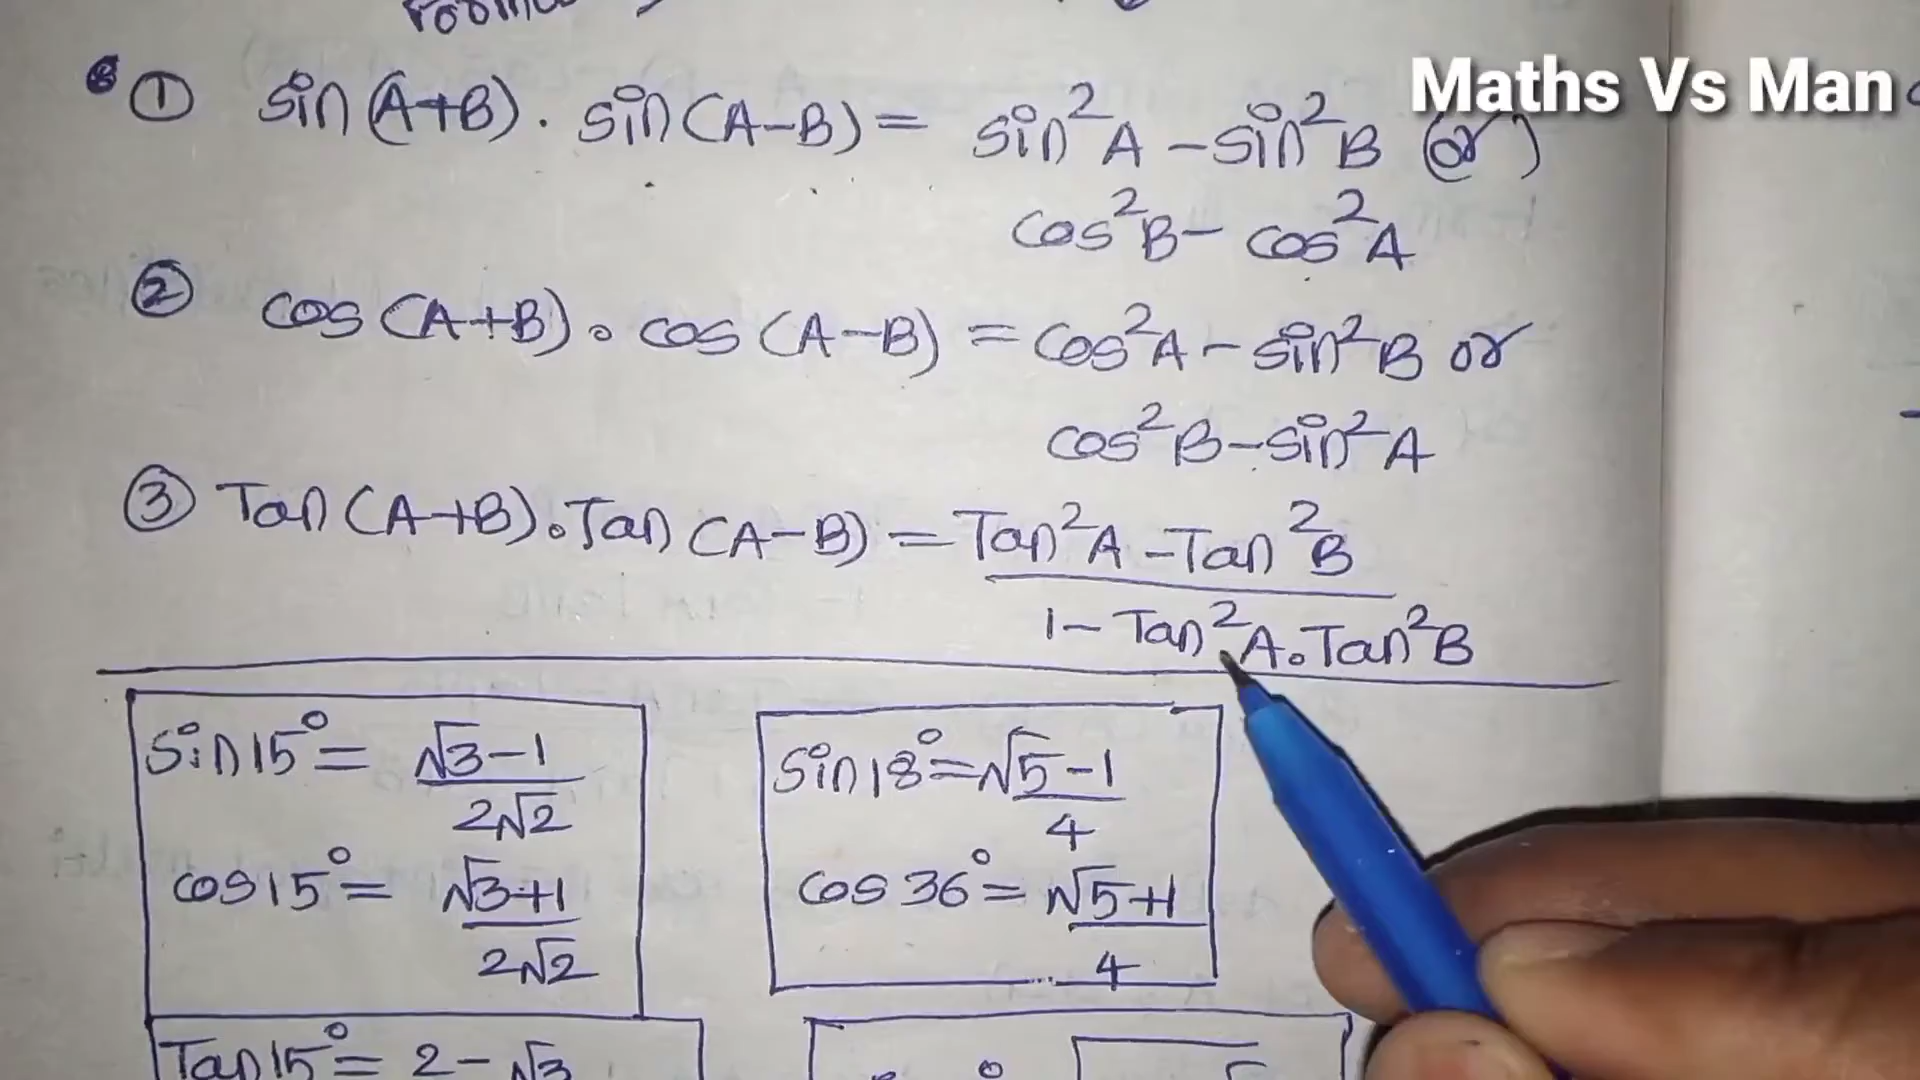 Maths Vs Man
① Sin(A+B) . Sin(A-B) = Sin²A - Sin²B (or)
Cos²B - Cos²A
② Cos(A+B) . Cos(A-B) = Cos²A - Sin²B or
Cos²B - Sin²A
③ Tan(A+B) . Tan(A-B) = Tan²A - Tan²B
1 - Tan²A . Tan²B
Sin15° = √3-1
2√2
Cos15° = √3+1
2√2
Tan15° = 2 - √3
Sin18° = √5-1
4
Cos36° = √5+1
4